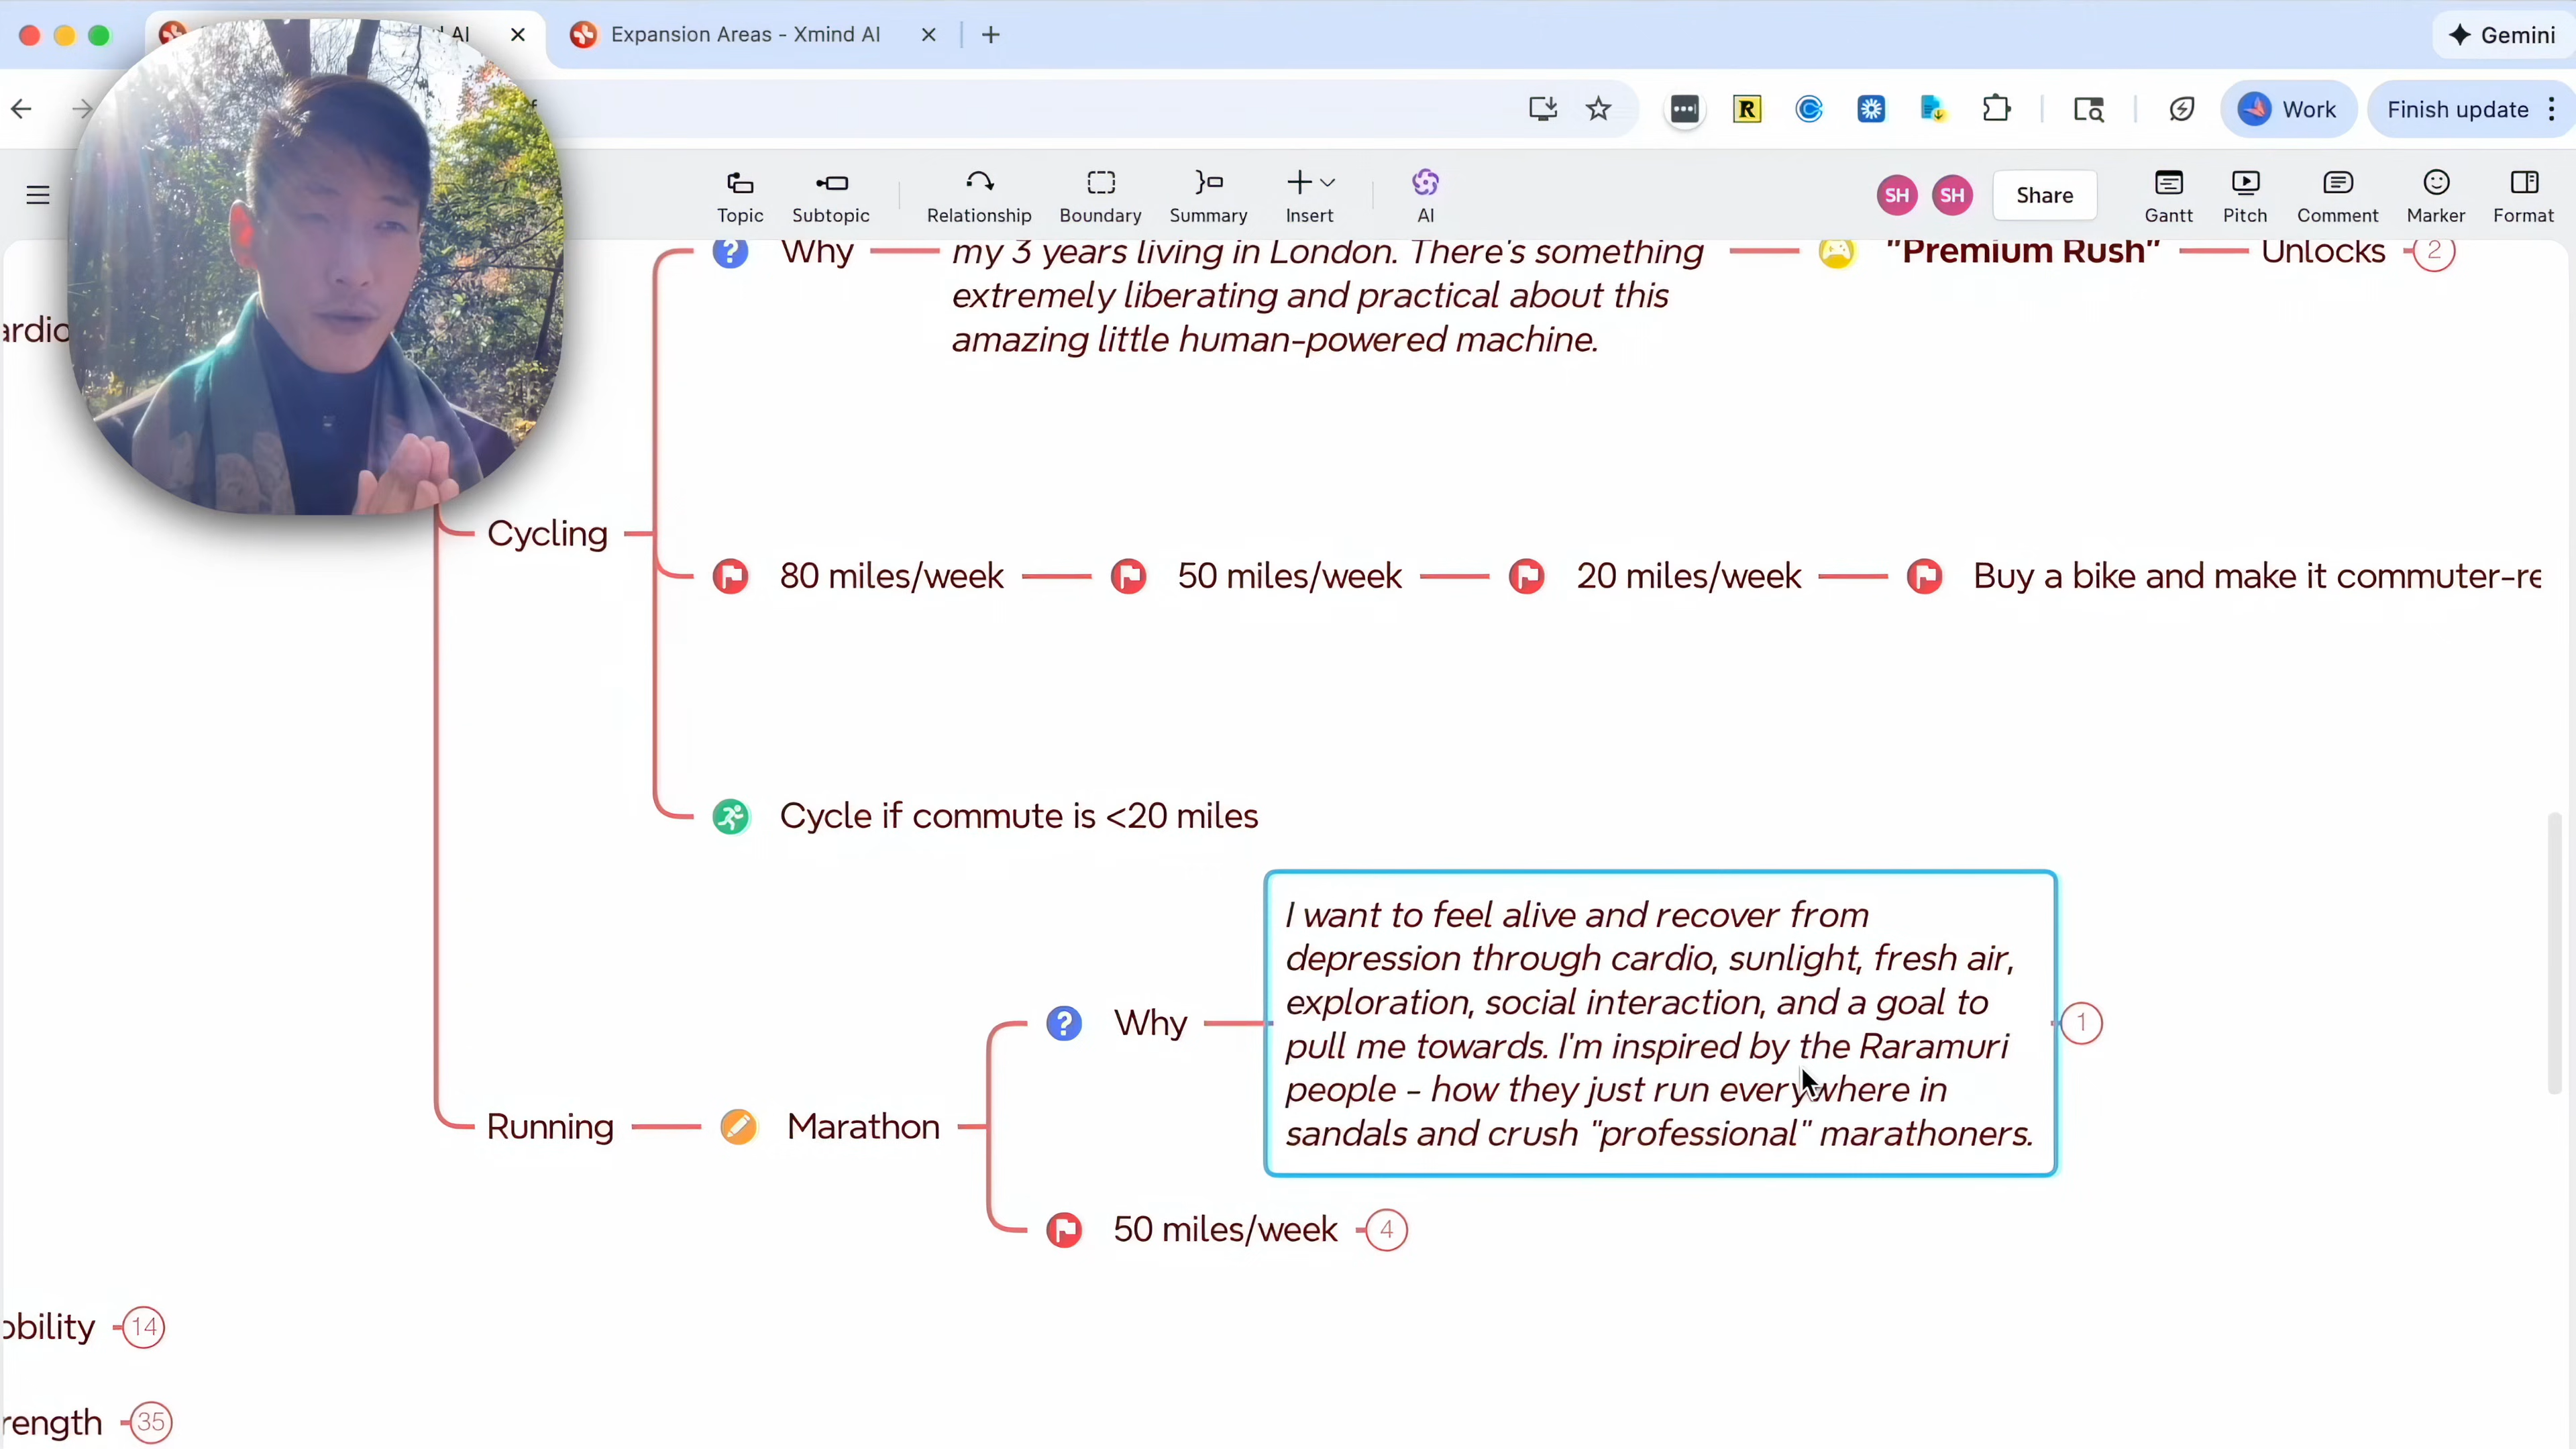 AI
Expansion Areas - Xmind AI
Gemini
Work
Finish update
Topic
Subtopic
Relationship
Boundary
Summary
Insert
AI
SH
SH
Share
Gantt
Pitch
Comment
Marker
Format
Why
my 3 years living in London. There's something
extremely liberating and practical about this
amazing little human-powered machine.
"Premium Rush"
Unlocks
2
ardio
Cycling
80 miles/week
50 miles/week
20 miles/week
Buy a bike and make it commuter-re
Cycle if commute is <20 miles
Running
Marathon
Why
I want to feel alive and recover from
depression through cardio, sunlight, fresh air,
exploration, social interaction, and a goal to
pull me towards. I'm inspired by the Raramuri
people - how they just run everywhere in
sandals and crush "professional" marathoners.
1
50 miles/week
4
obility
14
rength
35